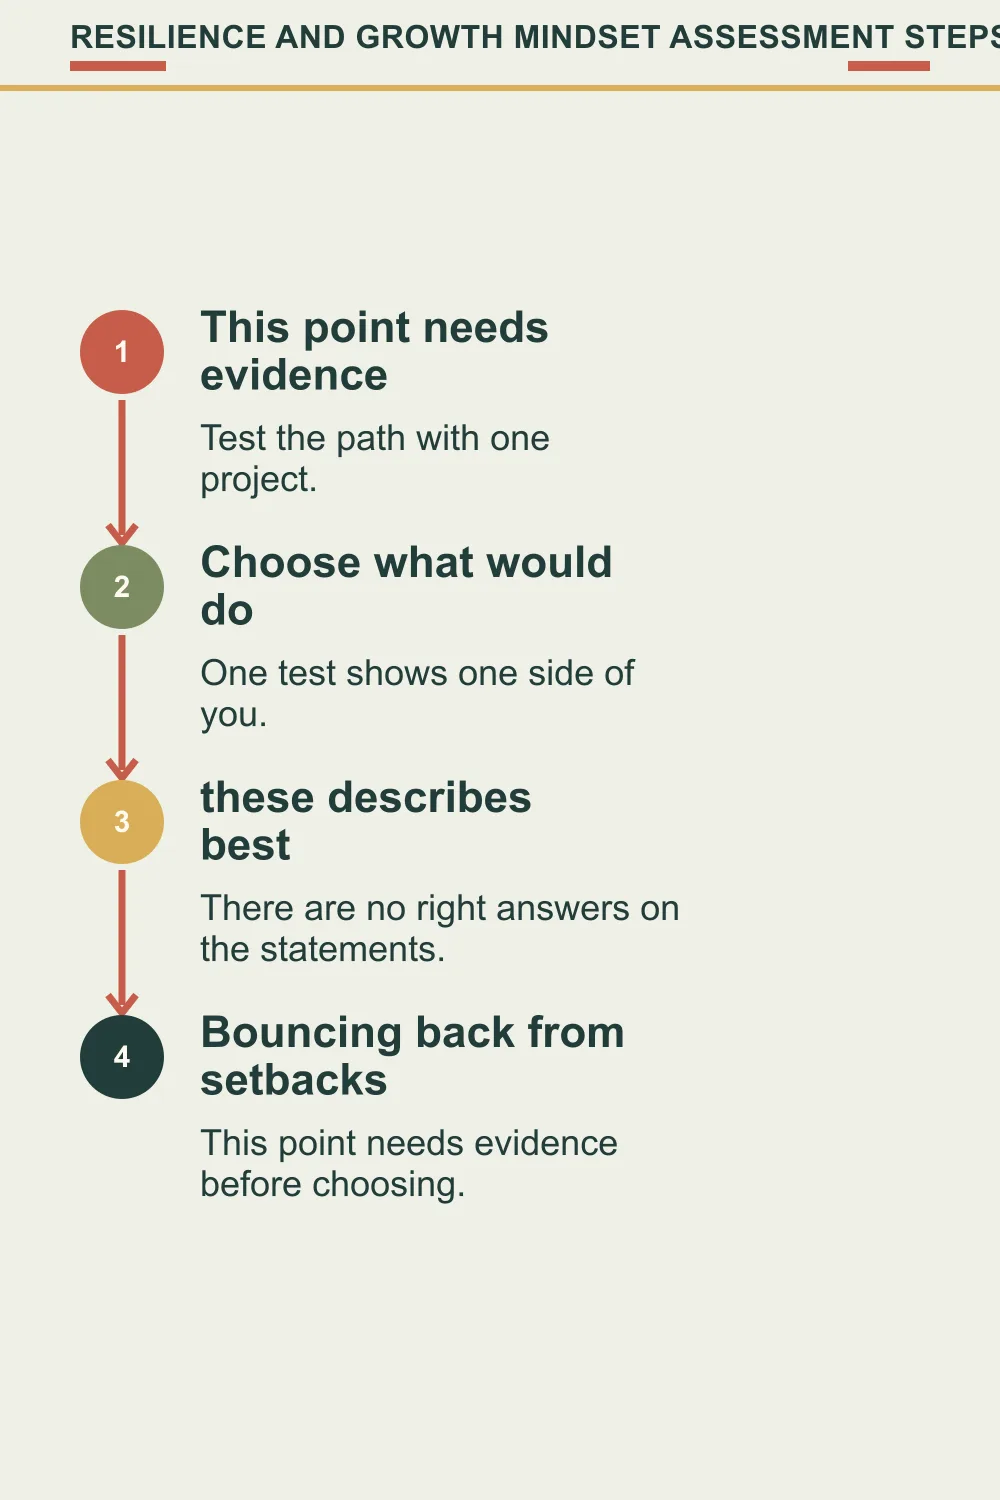 RESILIENCE AND GROWTH MINDSET ASSESSMENT STEPS
1
This point needs
evidence
Test the path with one
project.
2
Choose what would
do
One test shows one side of
you.
3
these describes
best
There are no right answers on
the statements.
4
Bouncing back from
setbacks
This point needs evidence
before choosing.